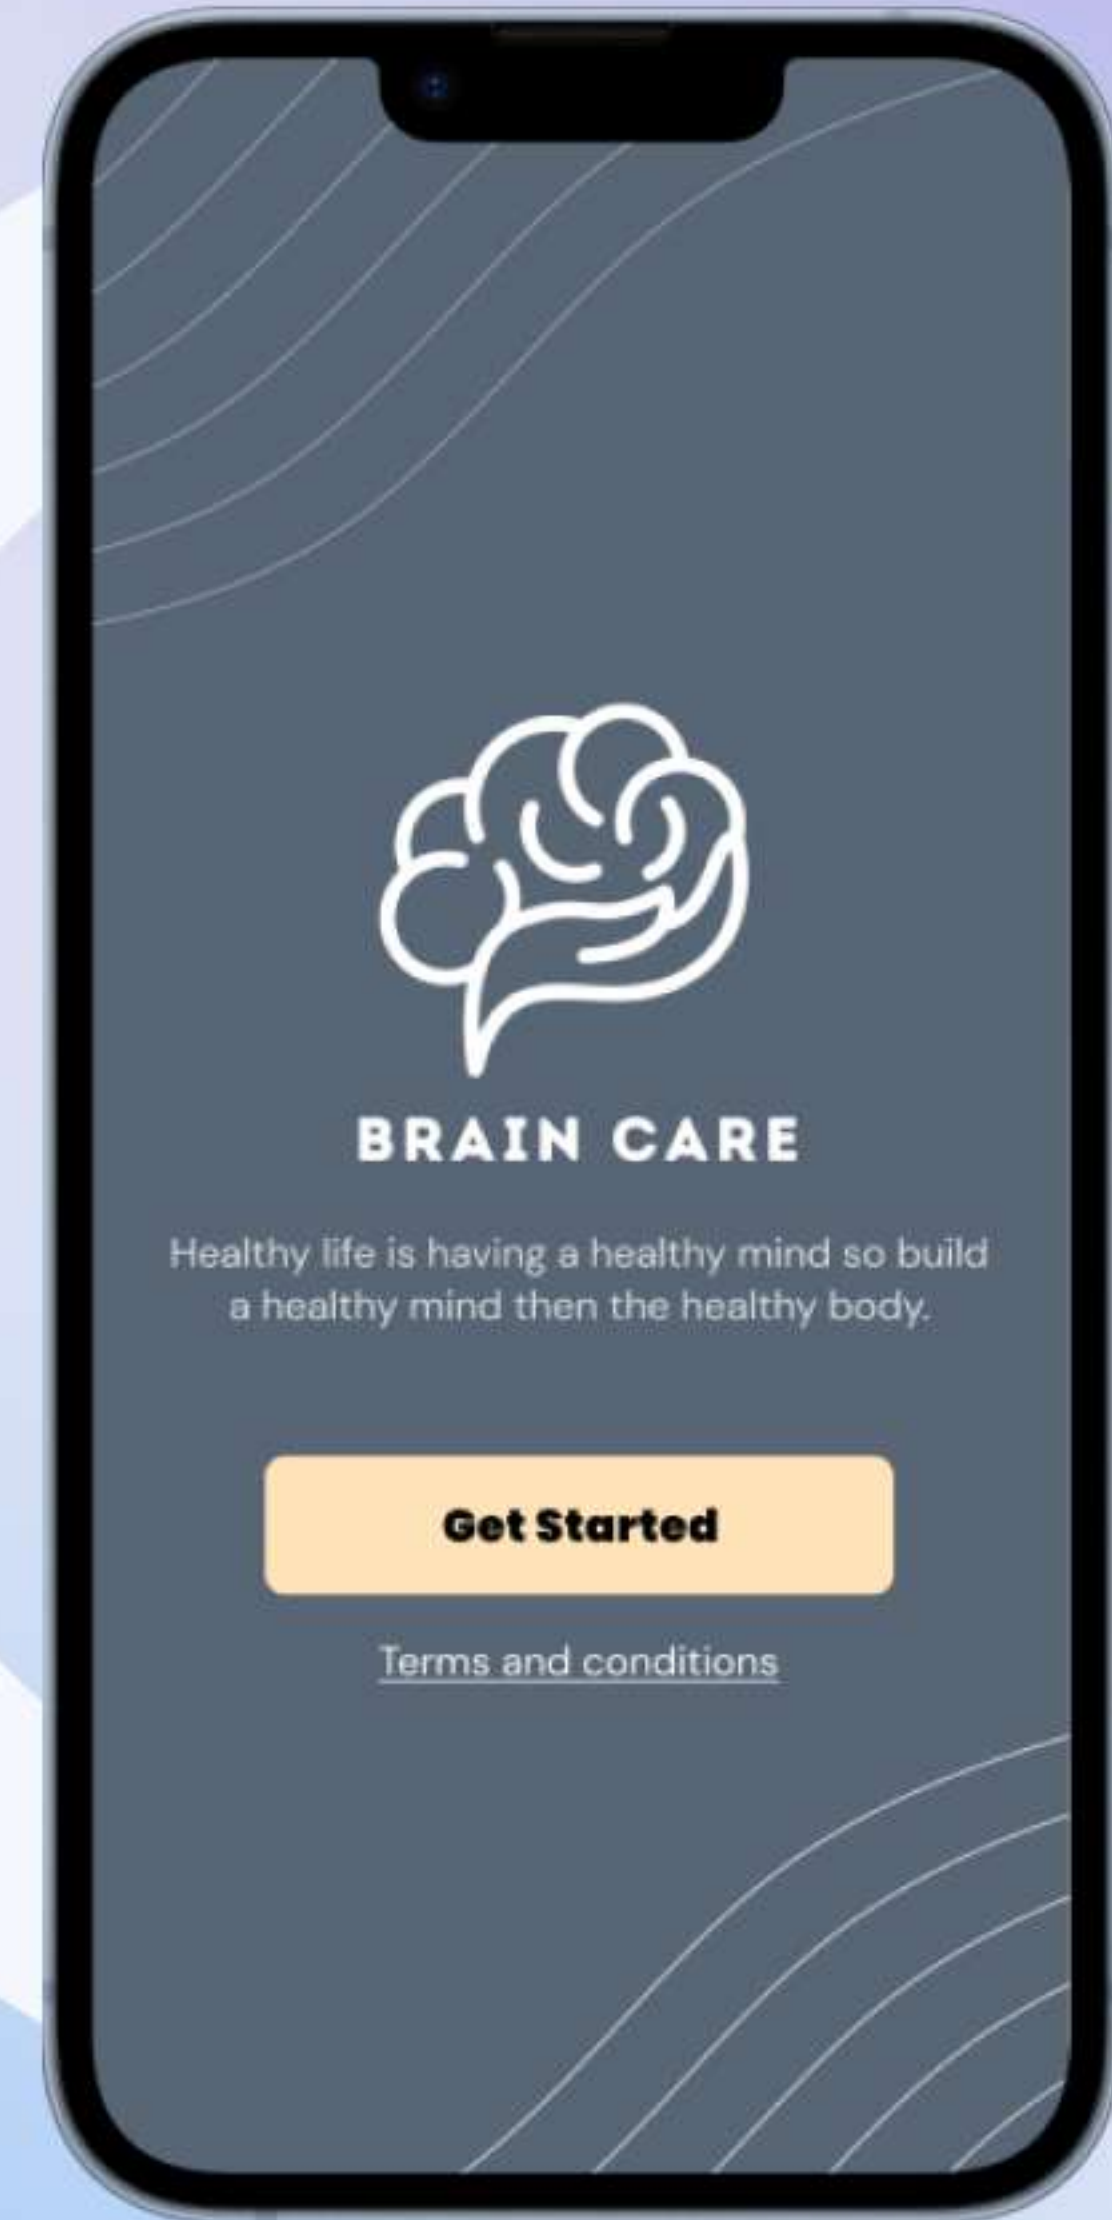 BRAIN CARE
Healthy life is having a healthy mind so build
a healthy mind then the healthy body.
Get Started
Terms and conditions